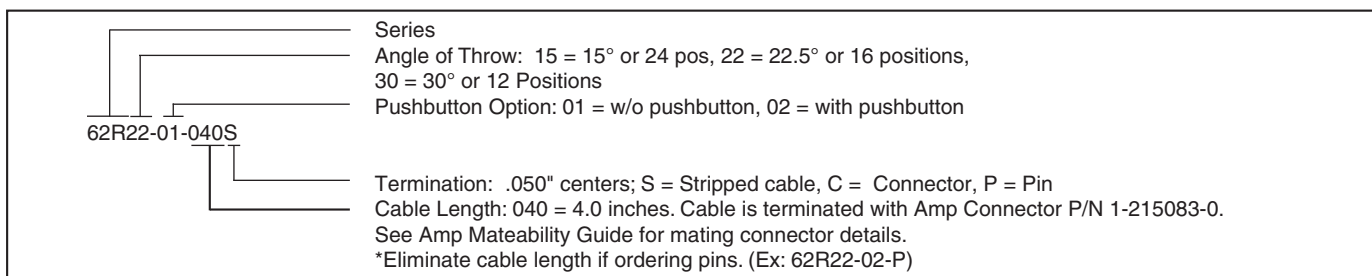 Series
Angle of Throw: 15 = 15° or 24 pos, 22 = 22.5° or 16 positions,
30 = 30° or 12 Positions
Pushbutton Option: 01 = w/o pushbutton, 02 = with pushbutton
62R22-01-040S
Termination: .050" centers; S = Stripped cable, C = Connector, P = Pin
Cable Length: 040 = 4.0 inches. Cable is terminated with Amp Connector P/N 1-215083-0.
See Amp Mateability Guide for mating connector details.
*Eliminate cable length if ordering pins. (Ex: 62R22-02-P)